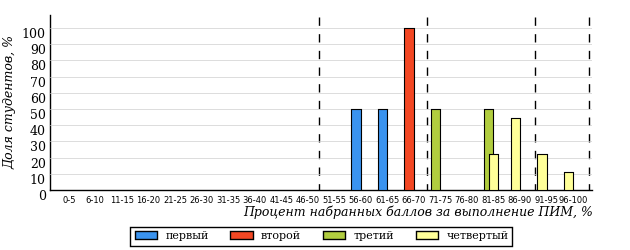 Доля студентов, %
100
90
80
70
60
50
40
30
20
10
0
0-5 6-10 11-15 16-20 21-25 26-30 31-35 36-40 41-45 46-50 51-55 56-60 61-65 66-70 71-75 76-80 81-85 86-90 91-95 96-100
Процент набранных баллов за выполнение ПИМ, %
первый второй третий четвертый